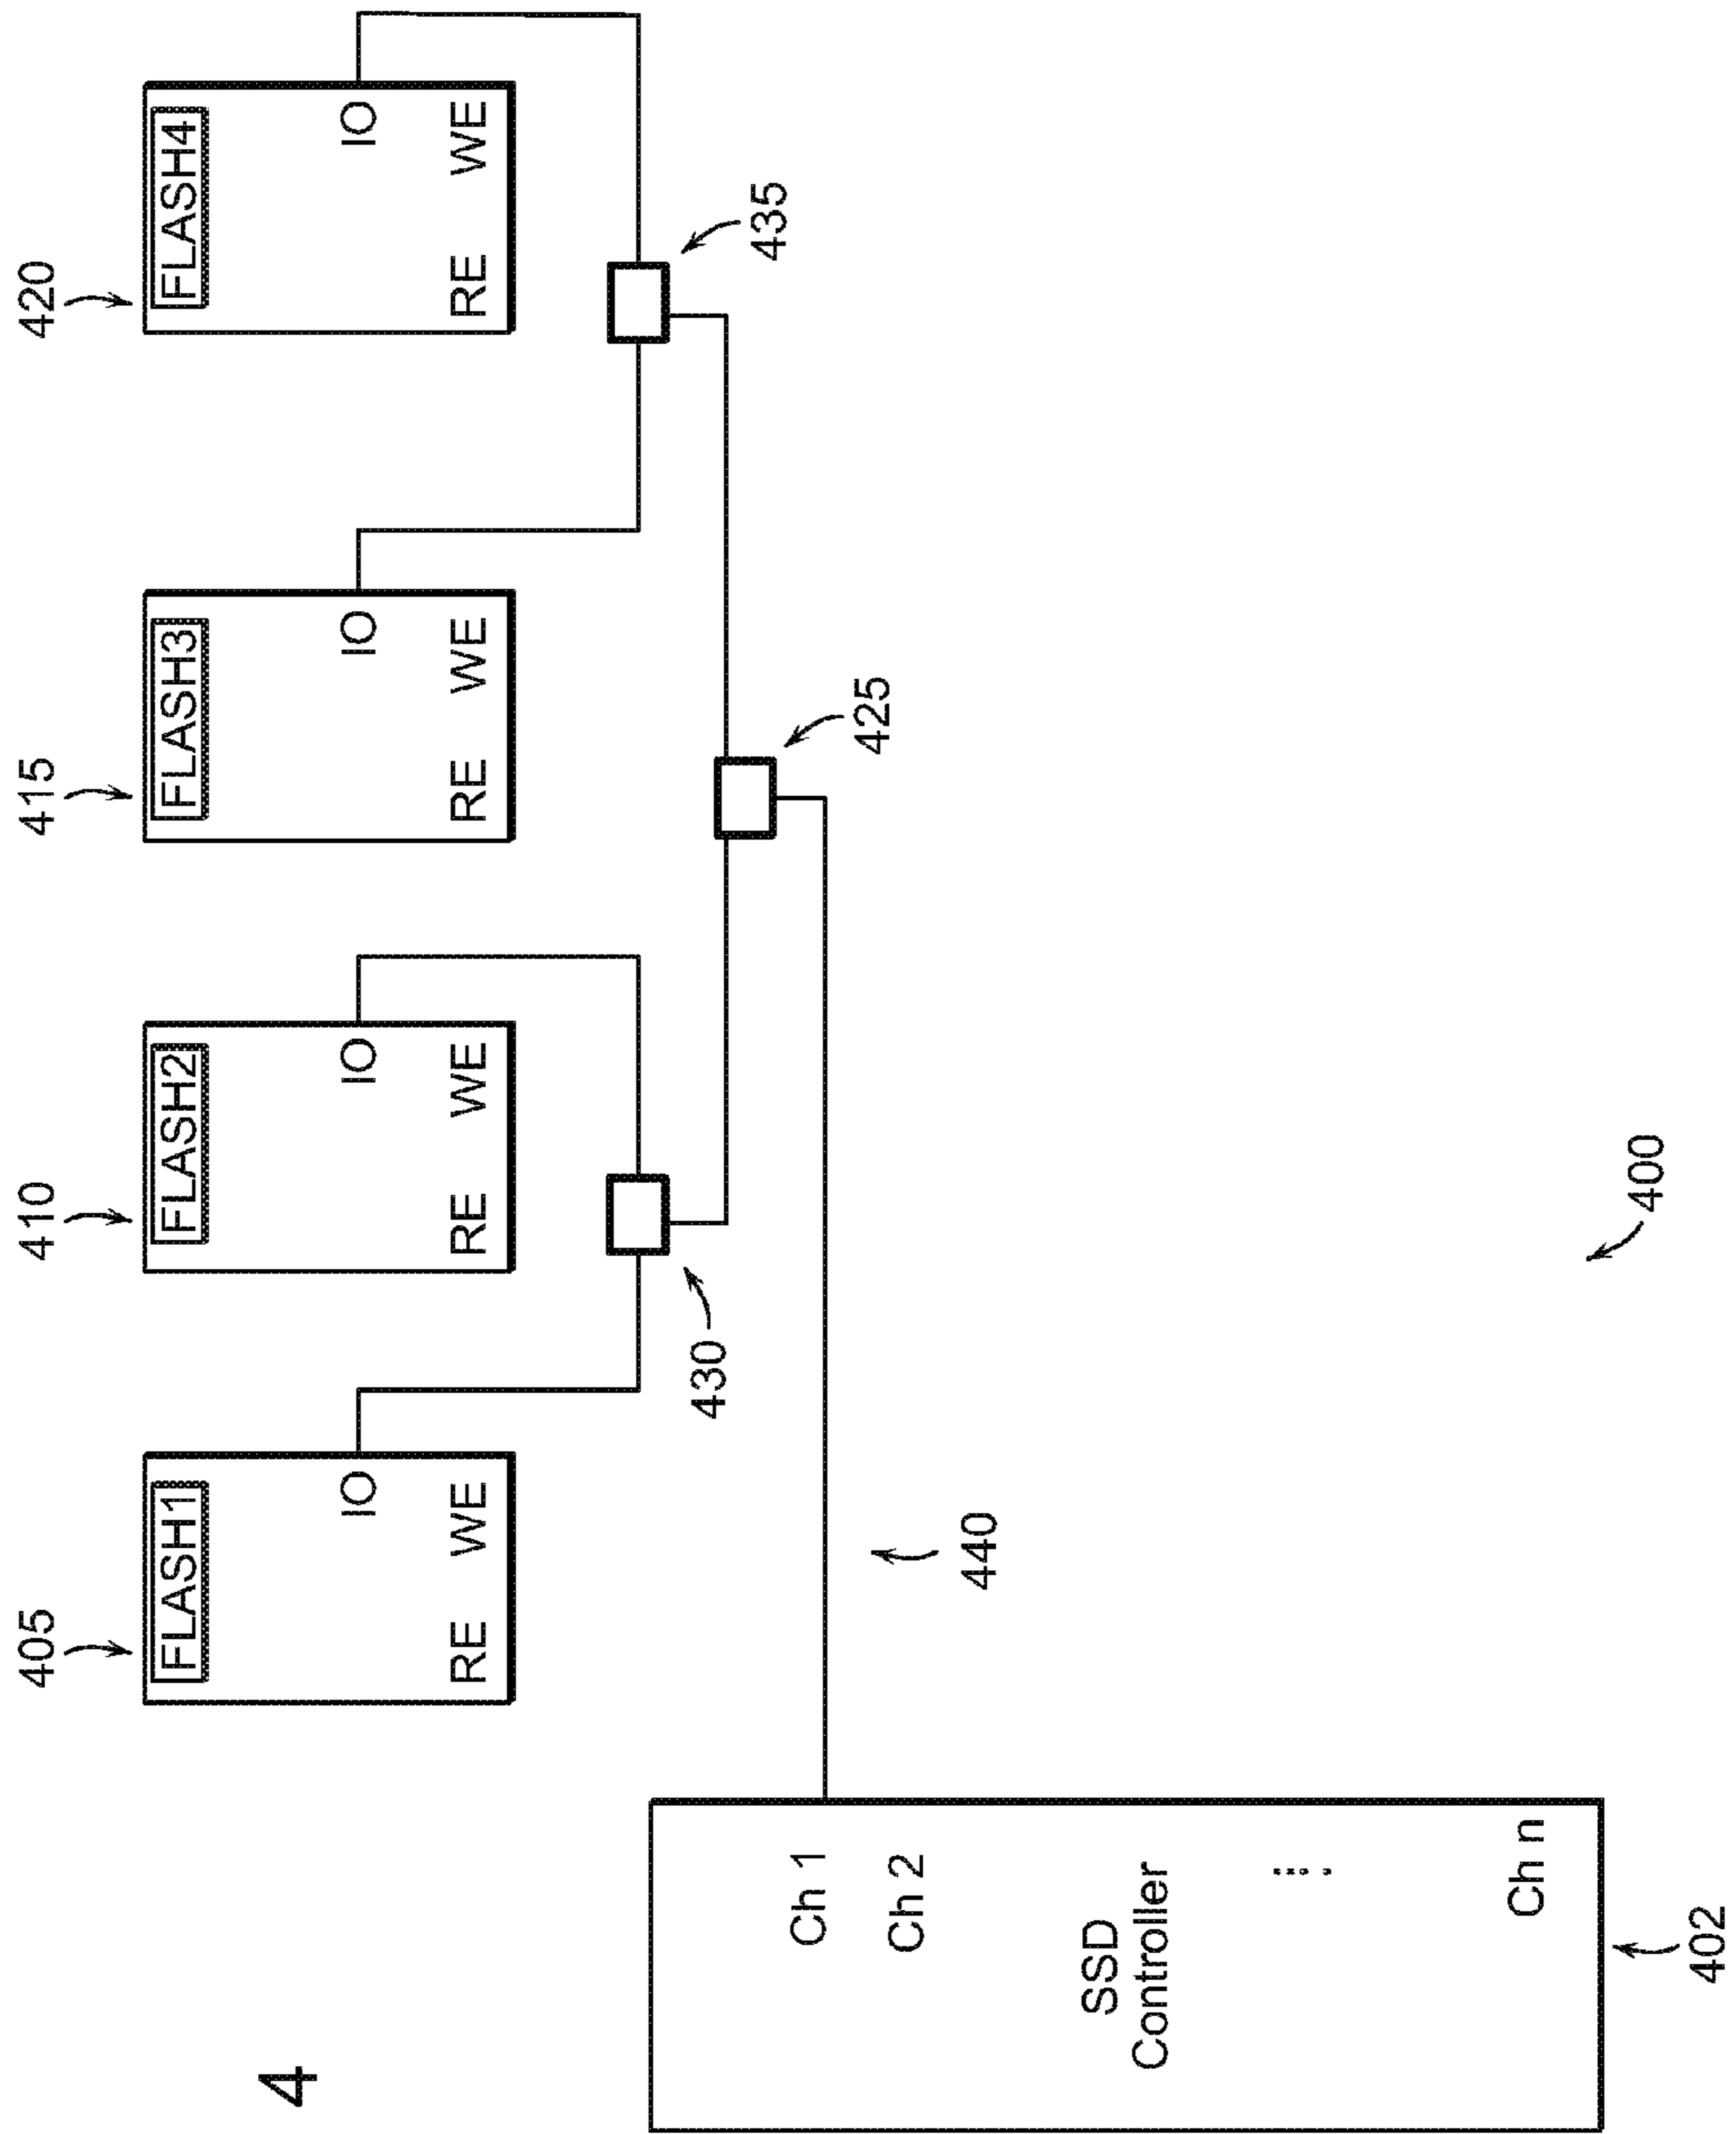 4
405
410
415
420
FLASH1
FLASH2
FLASH3
FLASH4
IO
IO
IO
IO
RE WE
RE WE
RE WE
RE WE
430
435
425
440
Ch 1
Ch 2
SSD
Controller
Ch n
400
402